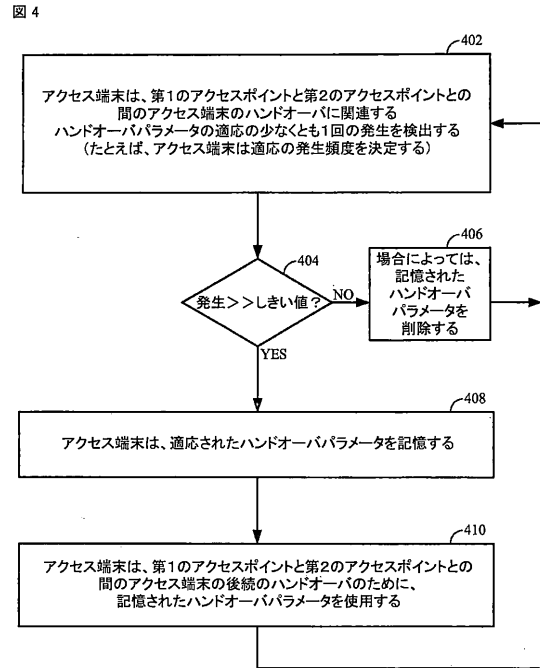 図 4
402
アクセス端末は、第1のアクセスポイントと第2のアクセスポイントとの
間のアクセス端末のハンドオーバに関連する
ハンドオーバパラメータの適応の少なくとも1回の発生を検出する
(たとえば、アクセス端末は適応の発生頻度を決定する)
404
発生>>しきい値?
NO
YES
406
場合によっては、
記憶された
ハンドオーバ
パラメータを
削除する
408
アクセス端末は、適応されたハンドオーバパラメータを記憶する
410
アクセス端末は、第1のアクセスポイントと第2のアクセスポイントとの
間のアクセス端末の後続のハンドオーバのために、
記憶されたハンドオーバパラメータを使用する